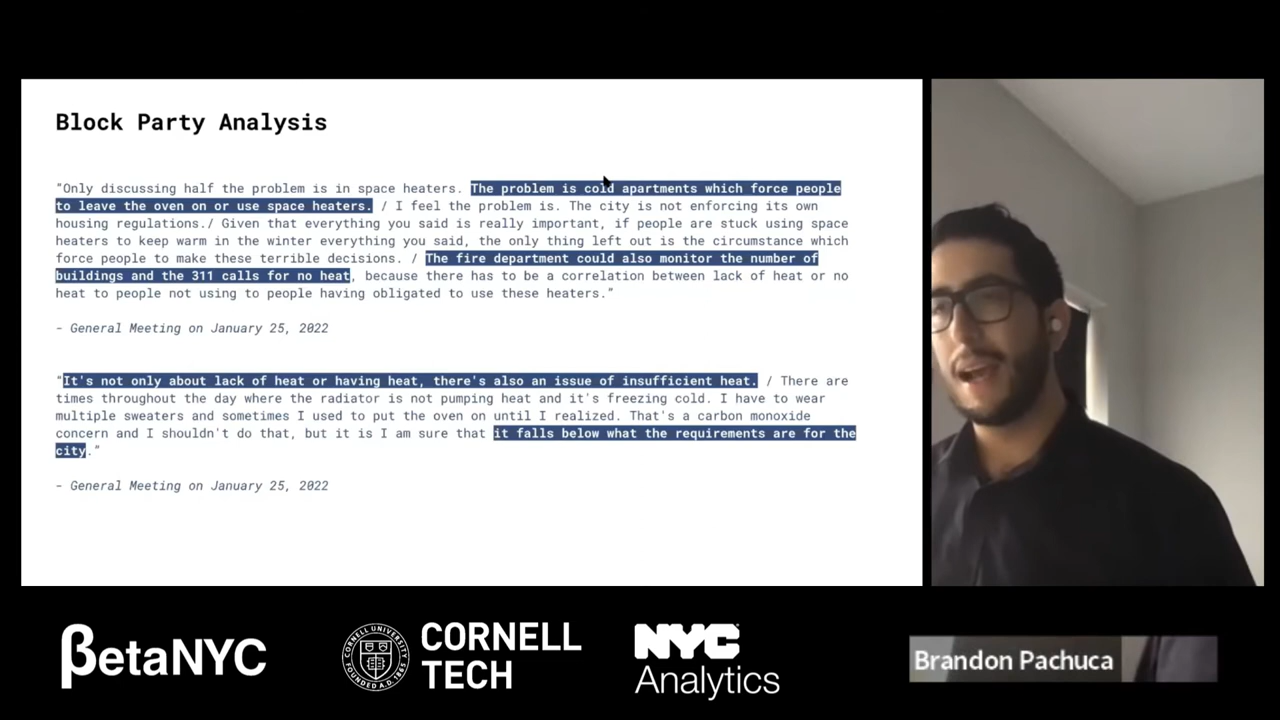 Block Party Analysis
"Only discussing half the problem is in space heaters. The problem is cold apartments which force people
to leave the oven on or use space heaters. / I feel the problem is. The city is not enforcing its own
housing regulations./ Given that everything you said is really important, if people are stuck using space
heaters to keep warm in the winter everything you said, the only thing left out is the circumstance which
force people to make these terrible decisions. / The fire department could also monitor the number of
buildings and the 311 calls for no heat, because there has to be a correlation between lack of heat or no
heat to people not using to people having obligated to use these heaters."
- General Meeting on January 25, 2022
"It's not only about lack of heat or having heat, there's also an issue of insufficient heat. / There are
times throughout the day where the radiator is not pumping heat and it's freezing cold. I have to wear
multiple sweaters and sometimes I used to put the oven on until I realized. That's a carbon monoxide
concern and I shouldn't do that, but it is I am sure that it falls below what the requirements are for the
city."
- General Meeting on January 25, 2022
βetaNYC
CORNELL UNIVERSITY
FOUNDED A.D. 1865
CORNELL
TECH
NYC
Analytics
Brandon Pachuca